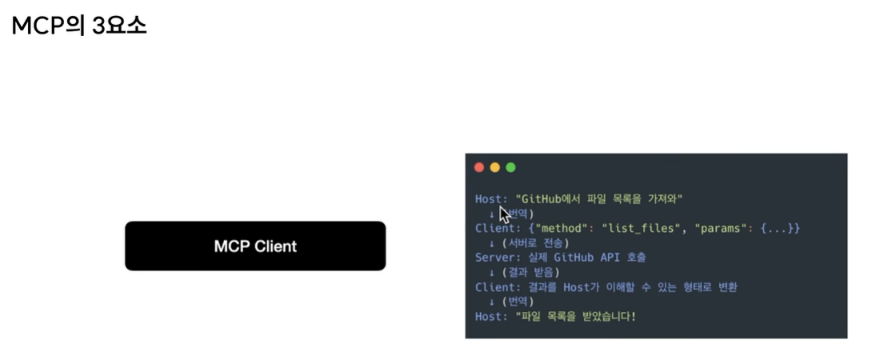 MCP의 3요소
MCP Client
Host: "GitHub에서 파일 목록을 가져와"
↓ (번역)
Client: {"method": "list_files", "params": {...}}
↓ (서버로 전송)
Server: 실제 GitHub API 호출
↓ (결과 받음)
Client: 결과를 Host가 이해할 수 있는 형태로 변환
↓ (번역)
Host: "파일 목록을 받았습니다!